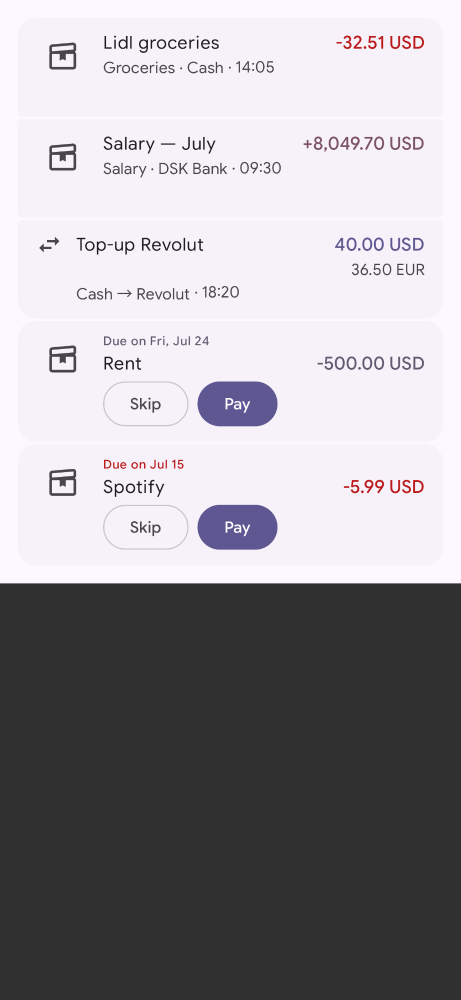 Lidl groceries -32.51 USD
Groceries · Cash · 14:05
Salary — July +8,049.70 USD
Salary · DSK Bank · 09:30
Top-up Revolut 40.00 USD
36.50 EUR
Cash → Revolut · 18:20
Due on Fri, Jul 24
Rent -500.00 USD
Skip Pay
Due on Jul 15
Spotify -5.99 USD
Skip Pay